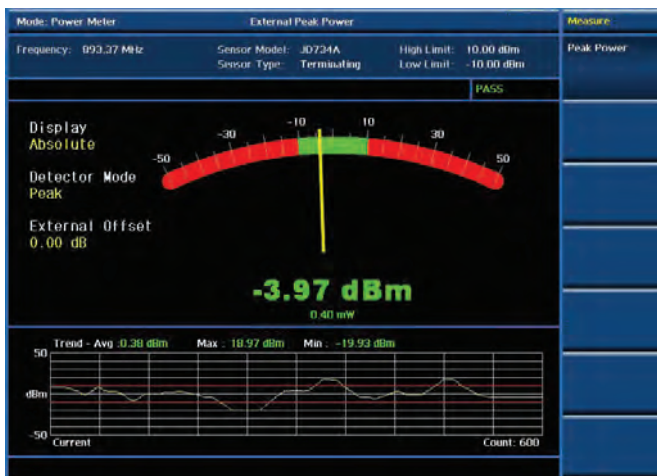 Mode: Power Meter External Peak Power Measure
Frequency: 893.37 MHz Sensor Model: JD734A High Limit: 10.00 dBm Peak Power
Sensor Type: Terminating Low Limit: -10.00 dBm
PASS
Display
Absolute
-50 -30 -10 10 30 50
Detector Mode
Peak
External Offset
0.00 dB
-3.97 dBm
0.40 mW
Trend - Avg :0.38 dBm Max : 18.97 dBm Min : -19.93 dBm
50
dBm
-50
Current Count: 600